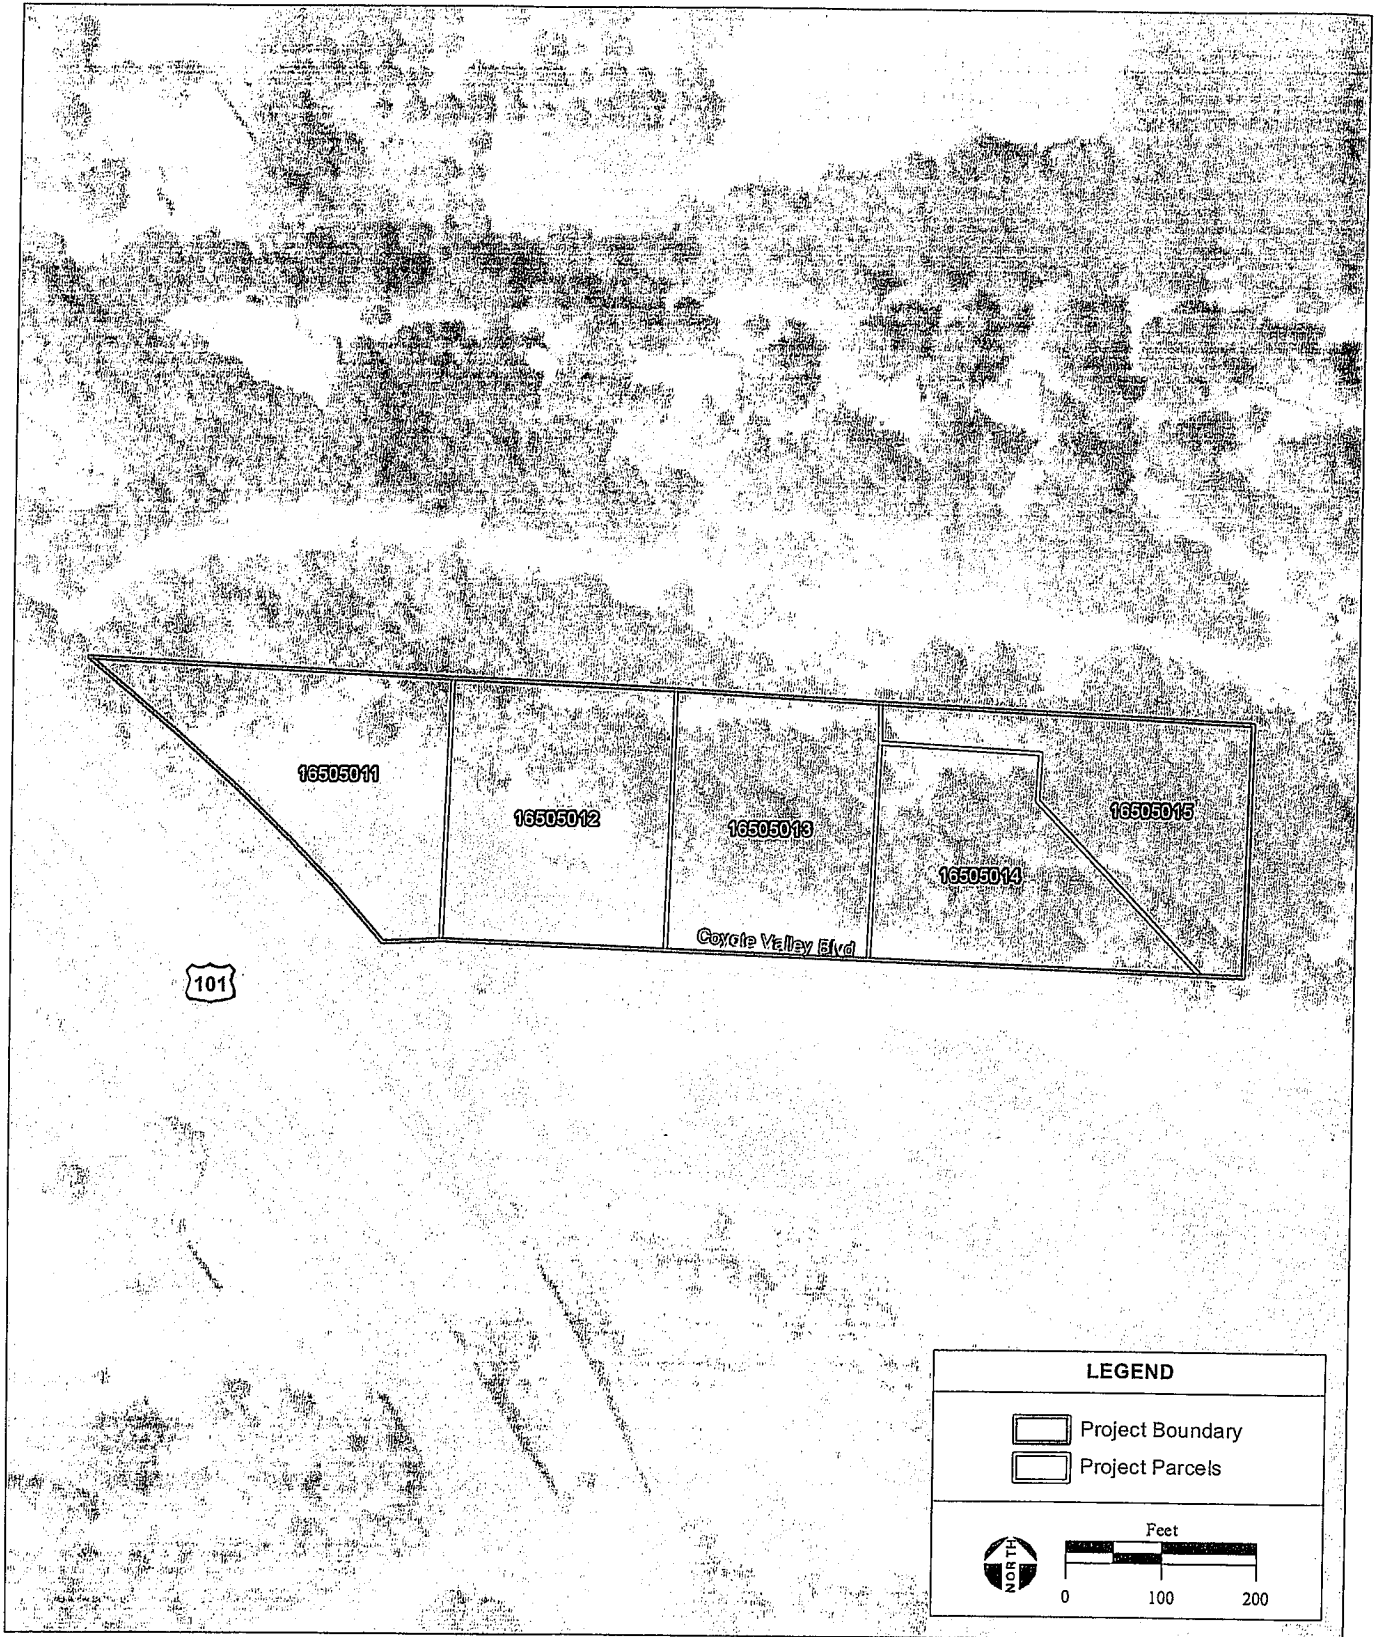 16505011
16505012
16505013
16505015
16505014
Coyote Valley Blvd
101
LEGEND
Project Boundary
Project Parcels
Feet
NORTH
0 100 200